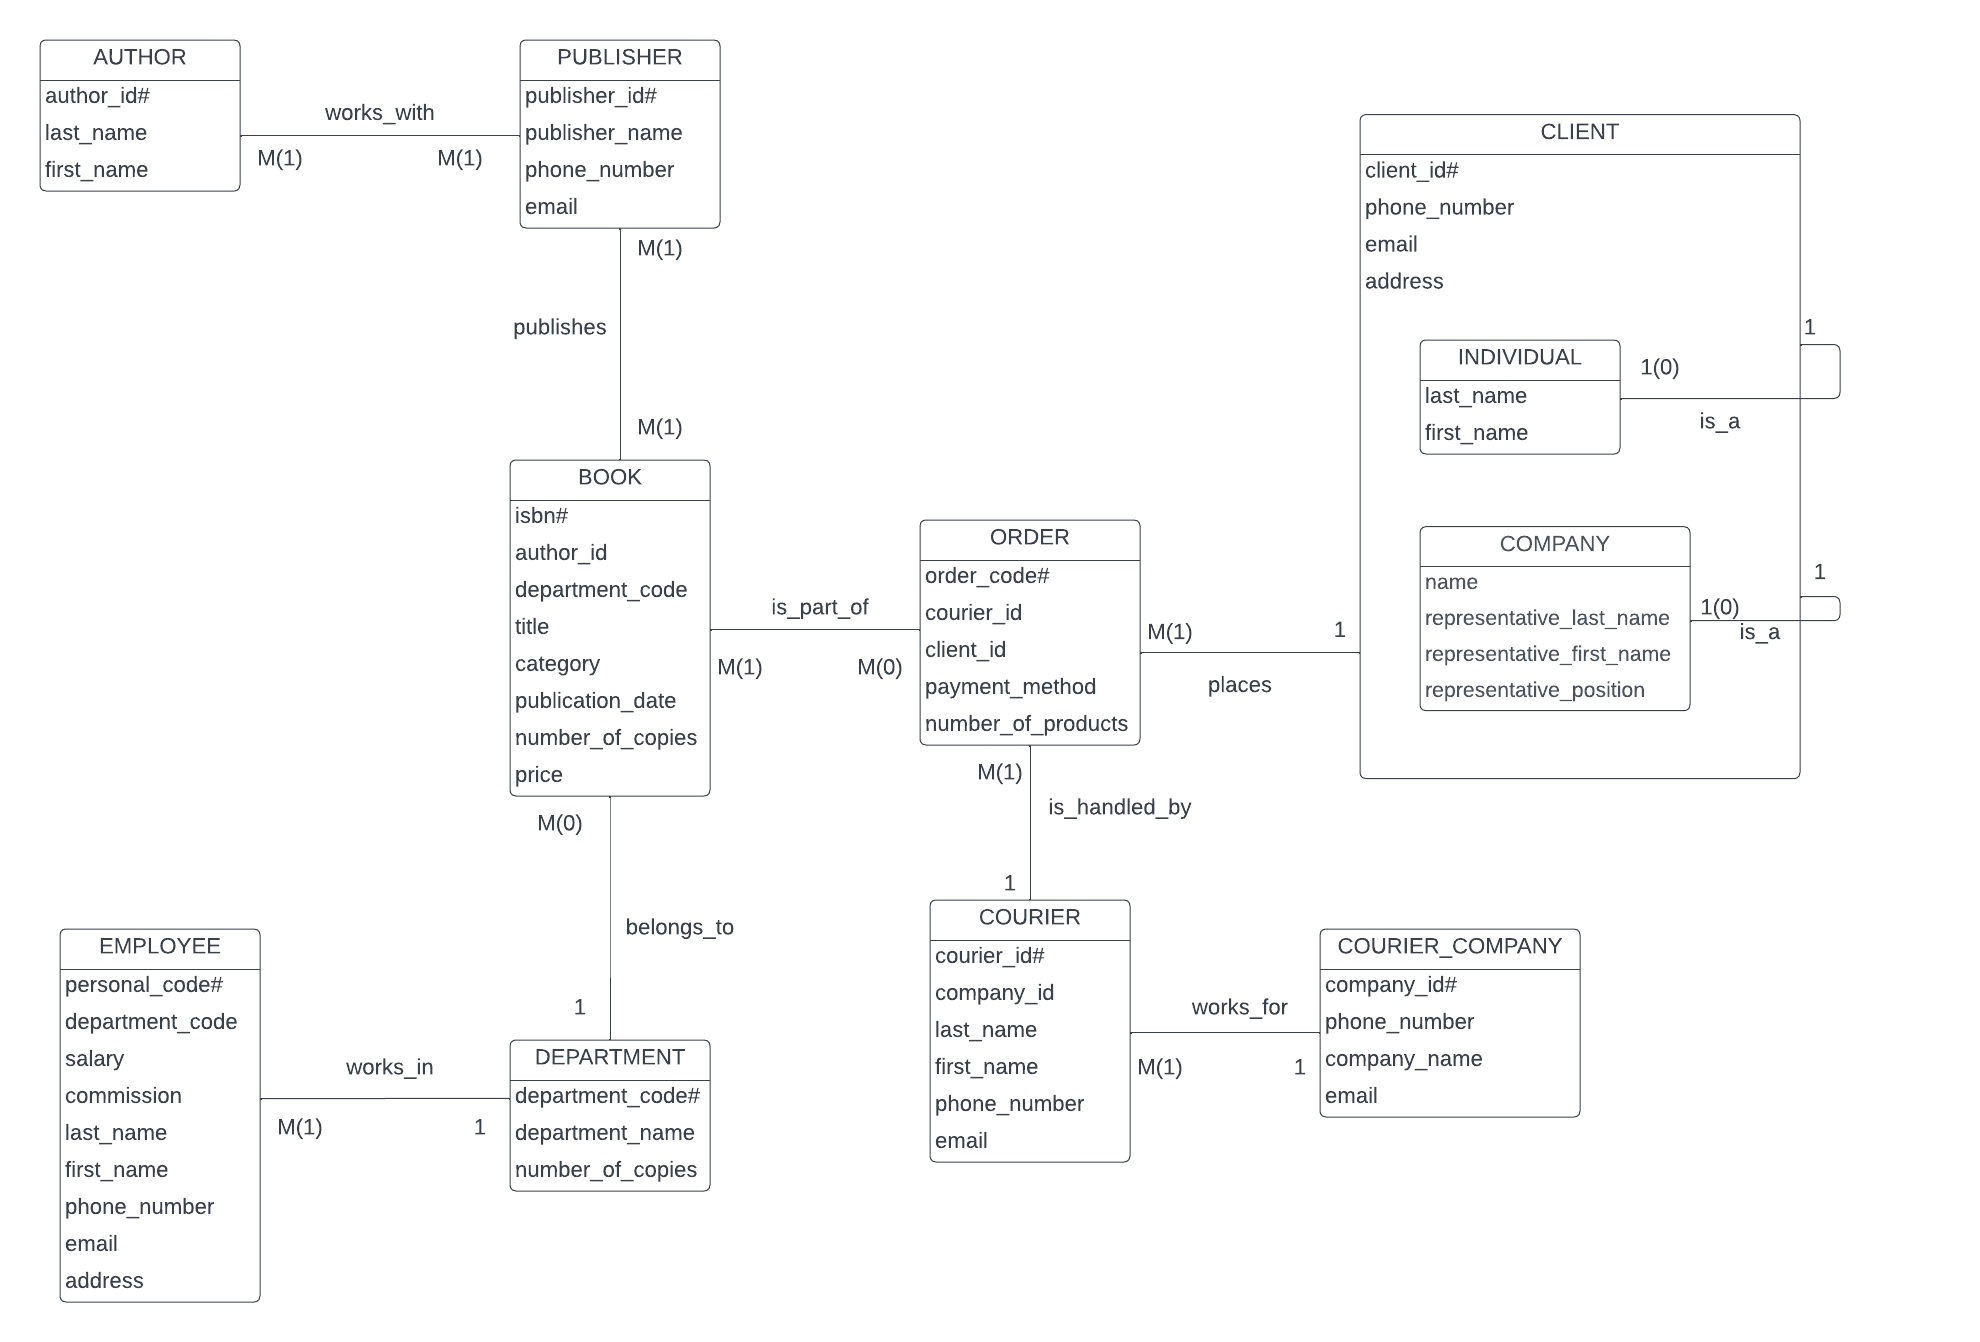 AUTHOR
author_id#
last_name
first_name
works_with
M(1)
M(1)
PUBLISHER
publisher_id#
publisher_name
phone_number
email
M(1)
publishes
M(1)
BOOK
isbn#
author_id
department_code
title
category
publication_date
number_of_copies
price
is_part_of
M(1)
M(0)
ORDER
order_code#
courier_id
client_id
payment_method
number_of_products
M(1)
1
places
CLIENT
client_id#
phone_number
email
address
INDIVIDUAL
last_name
first_name
1(0)
1
is_a
COMPANY
name
representative_last_name
representative_first_name
representative_position
1(0)
1
is_a
M(0)
belongs_to
1
M(1)
is_handled_by
1
EMPLOYEE
personal_code#
department_code
salary
commission
last_name
first_name
phone_number
email
address
works_in
M(1)
1
DEPARTMENT
department_code#
department_name
number_of_copies
COURIER
courier_id#
company_id
last_name
first_name
phone_number
email
works_for
M(1)
1
COURIER_COMPANY
company_id#
phone_number
company_name
email